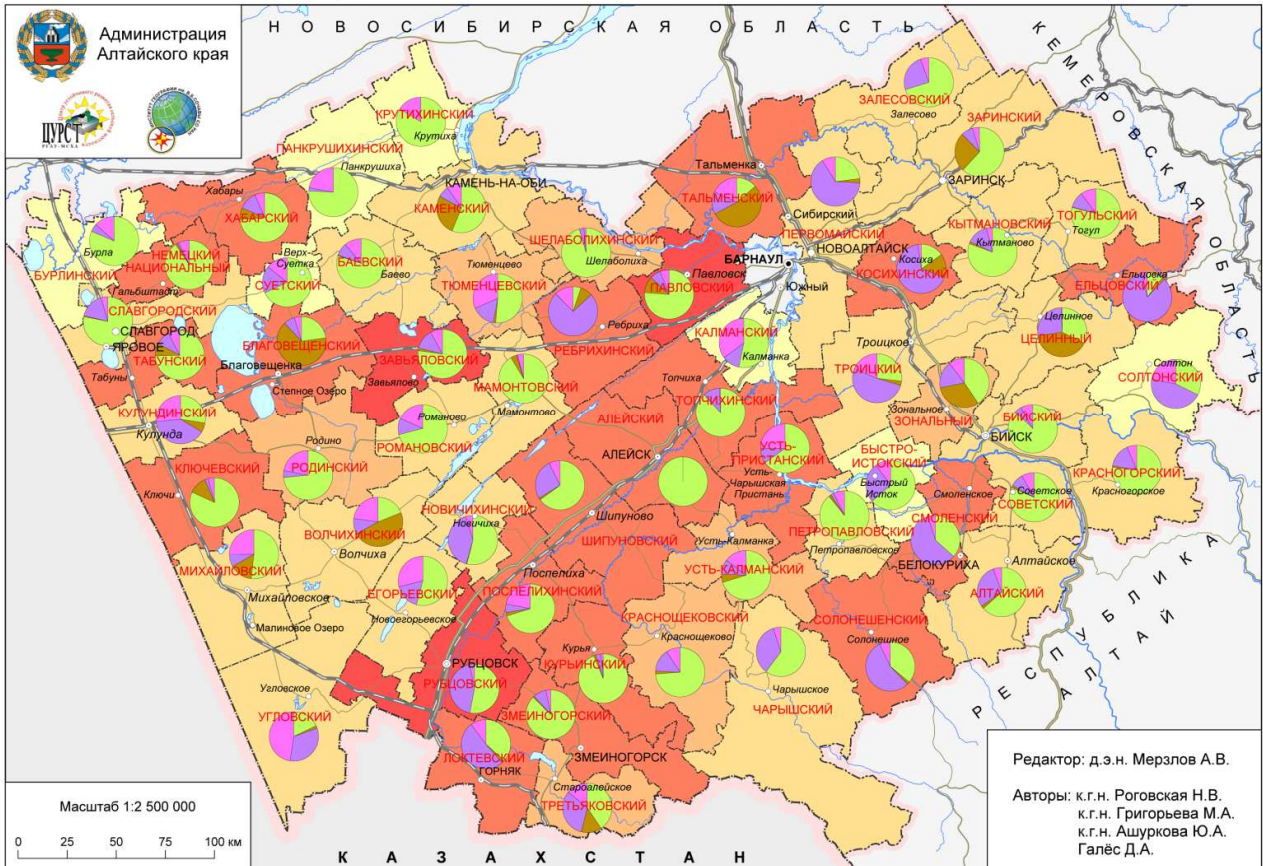 Администрация
Алтайского края
ЦУРСТ
РГАУ-МСХА
НОВОСИБИРСКАЯ ОБЛАСТЬ
КЕМЕРОВСКАЯ ОБЛАСТЬ
РЕСПУБЛИКА
АЛТАЙ
КАЗАХСТАН
КРУТИХИНСКИЙ
Крутиха
ПАНКРУШИХИНСКИЙ
Панкрушиха
ЗАЛЕСОВСКИЙ
Залесово
ЗАРИНСКИЙ
ЗАРИНСК
Тальменка
ТАЛЬМЕНСКИЙ
Сибирский
ПЕРВОМАЙСКИЙ
НОВОАЛТАЙСК
КАМЕНЬ-НА-ОБИ
КАМЕНСКИЙ
Хабары
ХАБАРСКИЙ
Бурла
БУРЛИНСКИЙ
НЕМЕЦКИЙ
НАЦИОНАЛЬНЫЙ
Гальбштадт
Верх-
Суетка
СУЕТСКИЙ
БАЕВСКИЙ
Баево
Тюменцево
ТЮМЕНЦЕВСКИЙ
ШЕЛАБОЛИХИНСКИЙ
Шелаболиха
Павловск
ПАВЛОВСКИЙ
БАРНАУЛ
Южный
Косиха
КОСИХИНСКИЙ
КЫТМАНОВСКИЙ
Кытманово
ТОГУЛЬСКИЙ
Тогул
Ельцовка
ЕЛЬЦОВСКИЙ
СЛАВГОРОДСКИЙ
СЛАВГОРОД
ЯРОВОЕ
ТАБУНСКИЙ
Табуны
БЛАГОВЕЩЕНСКИЙ
Благовещенка
Степное Озеро
ЗАВЬЯЛОВСКИЙ
Завьялово
Ребриха
РЕБРИХИНСКИЙ
МАМОНТОВСКИЙ
Мамонтово
КАЛМАНСКИЙ
Калманка
Целинное
ЦЕЛИННЫЙ
Троицкое
ТРОИЦКИЙ
Солтон
СОЛТОНСКИЙ
КУЛУНДИНСКИЙ
Кулунда
Романово
РОМАНОВСКИЙ
Топчиха
ТОПЧИХИНСКИЙ
АЛЕЙСКИЙ
АЛЕЙСК
Зональное
ЗОНАЛЬНЫЙ
БИЙСКИЙ
БИЙСК
Родино
РОДИНСКИЙ
КЛЮЧЕВСКИЙ
Ключи
УСТЬ-
ПРИСТАНСКИЙ
Усть-
Чарышская
Пристань
БЫСТРО-
ИСТОКСКИЙ
Быстрый
Исток
Смоленское
СМОЛЕНСКИЙ
Советское
СОВЕТСКИЙ
КРАСНОГОРСКИЙ
Красногорское
НОВИЧИХИНСКИЙ
Новичиха
ВОЛЧИХИНСКИЙ
Волчиха
Шипуново
ШИПУНОВСКИЙ
ПЕТРОПАВЛОВСКИЙ
Петропавловское
Усть-Калманка
УСТЬ-КАЛМАНСКИЙ
БЕЛОКУРИХА
Алтайское
АЛТАЙСКИЙ
МИХАЙЛОВСКИЙ
Михайловское
Малиновое Озеро
ЕГОРЬЕВСКИЙ
Новоегорьевское
Поспелиха
ПОСПЕЛИХИНСКИЙ
КРАСНОЩЕКОВСКИЙ
Краснощеково
СОЛОНЕШЕНСКИЙ
Солонешное
РУБЦОВСК
РУБЦОВСКИЙ
Курья
КУРЬИНСКИЙ
Чарышское
ЧАРЫШСКИЙ
Угловское
УГЛОВСКИЙ
ЗМЕИНОГОРСКИЙ
ЗМЕИНОГОРСК
ЛОКТЕВСКИЙ
ГОРНЯК
Староалейское
ТРЕТЬЯКОВСКИЙ
Масштаб 1:2 500 000
0 25 50 75 100 км
Редактор: д.э.н. Мерзлов А.В.
Авторы: к.г.н. Роговская Н.В.
к.г.н. Григорьева М.А.
к.г.н. Ашуркова Ю.А.
Галёс Д.А.